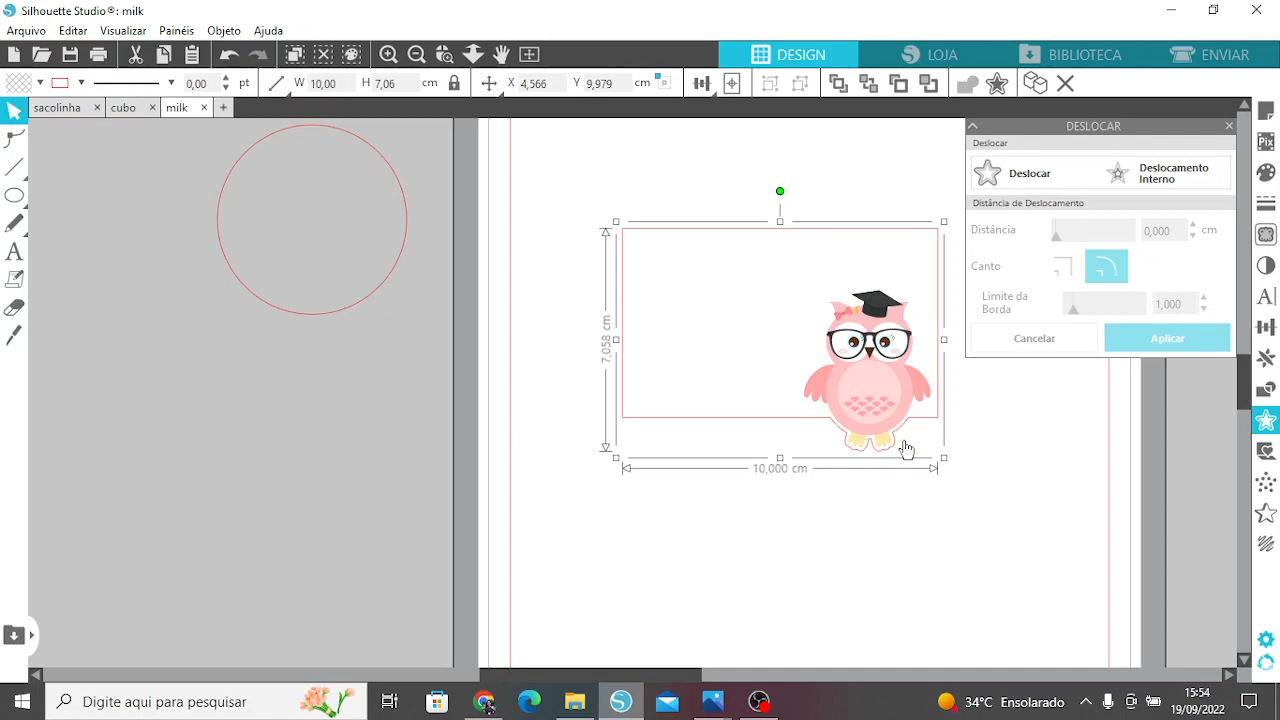 Silhouette Studio®: milk
Arquivo Editar Visualizar Painéis Objeto Ajuda
DESIGN LOJA BIBLIOTECA ENVIAR
0,00 pt W 10,00 H 7,06 cm X 4,566 Y 9,979 cm
sacolinha cubo milk
DESLOCAR
Deslocar
Deslocar
Deslocamento
Interno
Distância de Deslocamento
Distância 0,000 cm
Canto
Limite da
Borda
1,000
Cancelar Aplicar
7,058 cm
10,000 cm
Pix
Digite aqui para pesquisar
34°C Ensolarado
15:54
19/09/2022